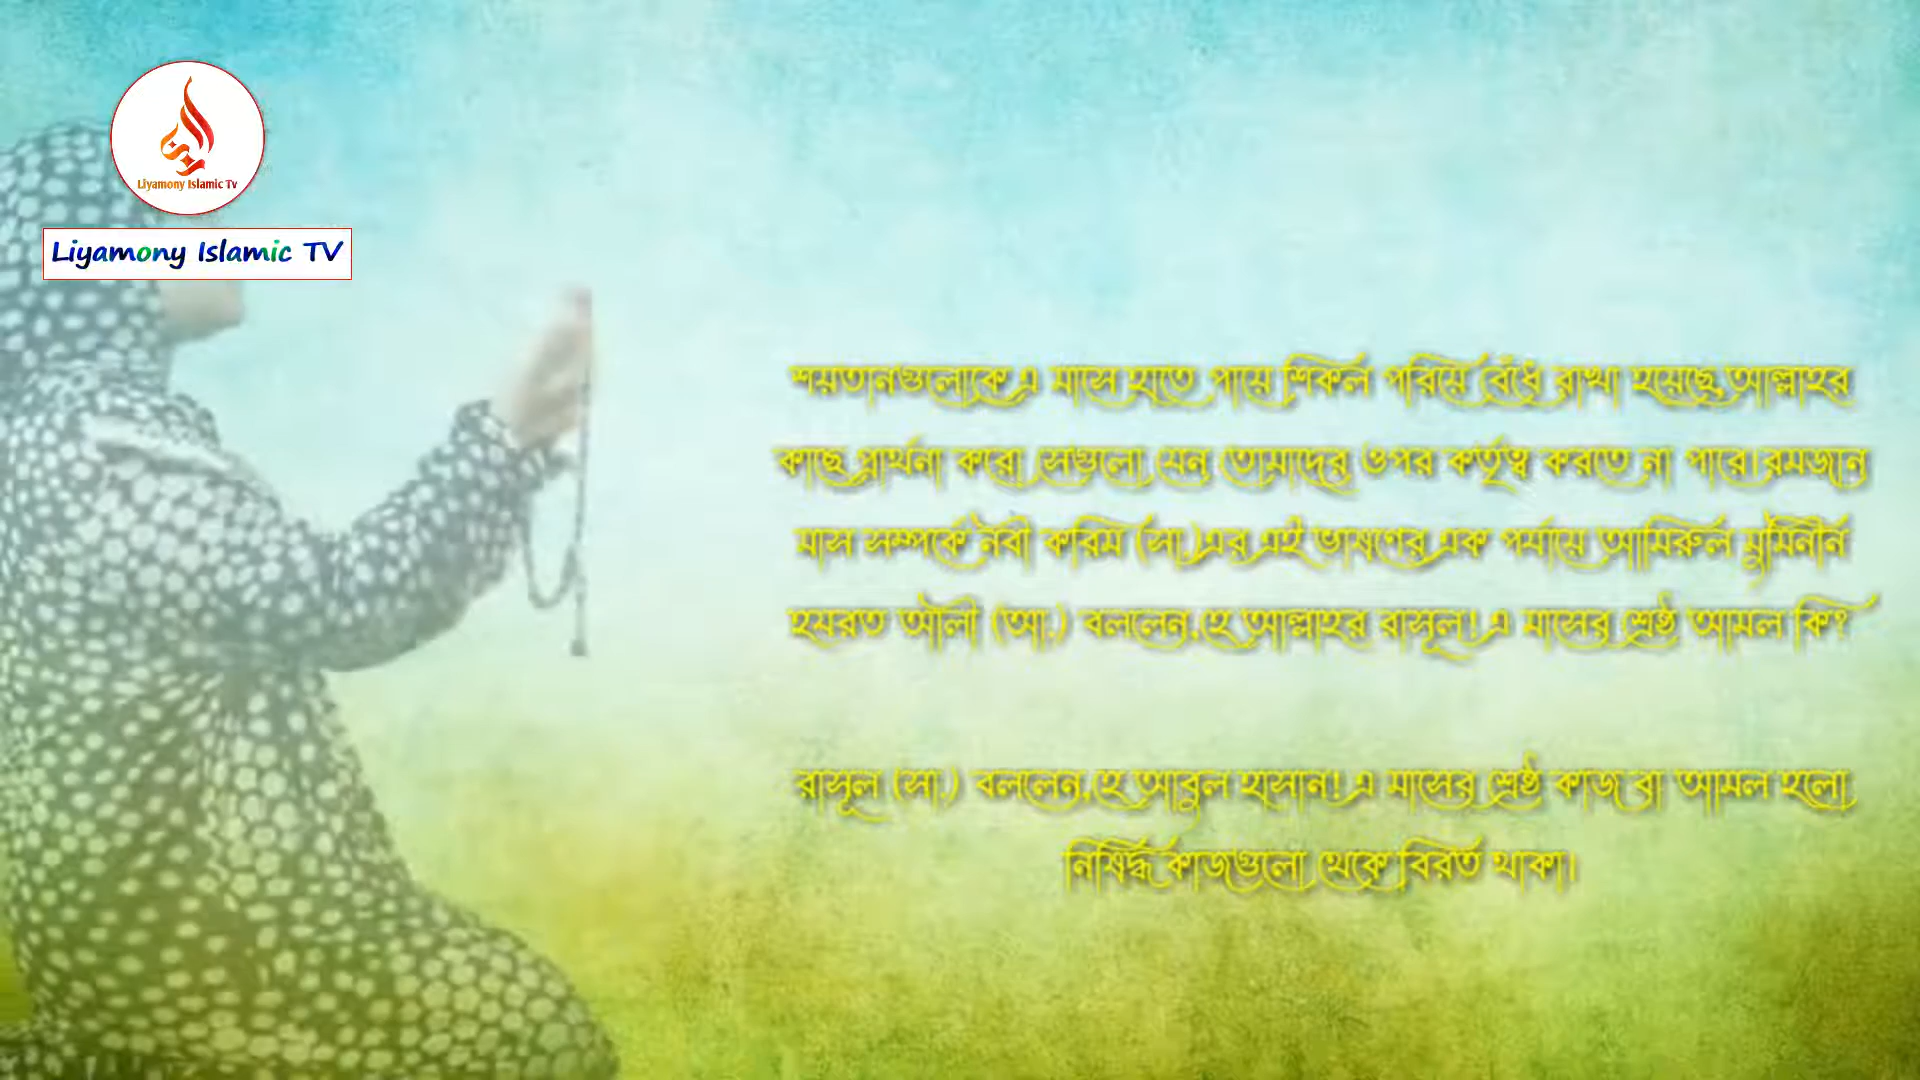 Liyamony Islamic Tv
Liyamony Islamic TV
শয়তানগুলোকে এ মাসে হাতে পায়ে শিকল পরিয়ে বেঁধে রাখা হয়েছে,আল্লাহর
কাছে প্রার্থনা করো সেগুলো যেন তোমাদের ওপর কর্তৃত্ব করতে না পারে।রমজান
মাস সম্পর্কে নবী করিম (সা.)এর এই ভাষণের এক পর্যায়ে আমিরুল মুমিনীন
হযরত আলী (আ.) বললেন,হে আল্লাহর রাসূল! এ মাসের শ্রেষ্ঠ আমল কি?
রাসূল (সা.) বললেন,হে আবুল হাসান! এ মাসের শ্রেষ্ঠ কাজ বা আমল হলো
নিষিদ্ধ কাজগুলো থেকে বিরত থাকা।